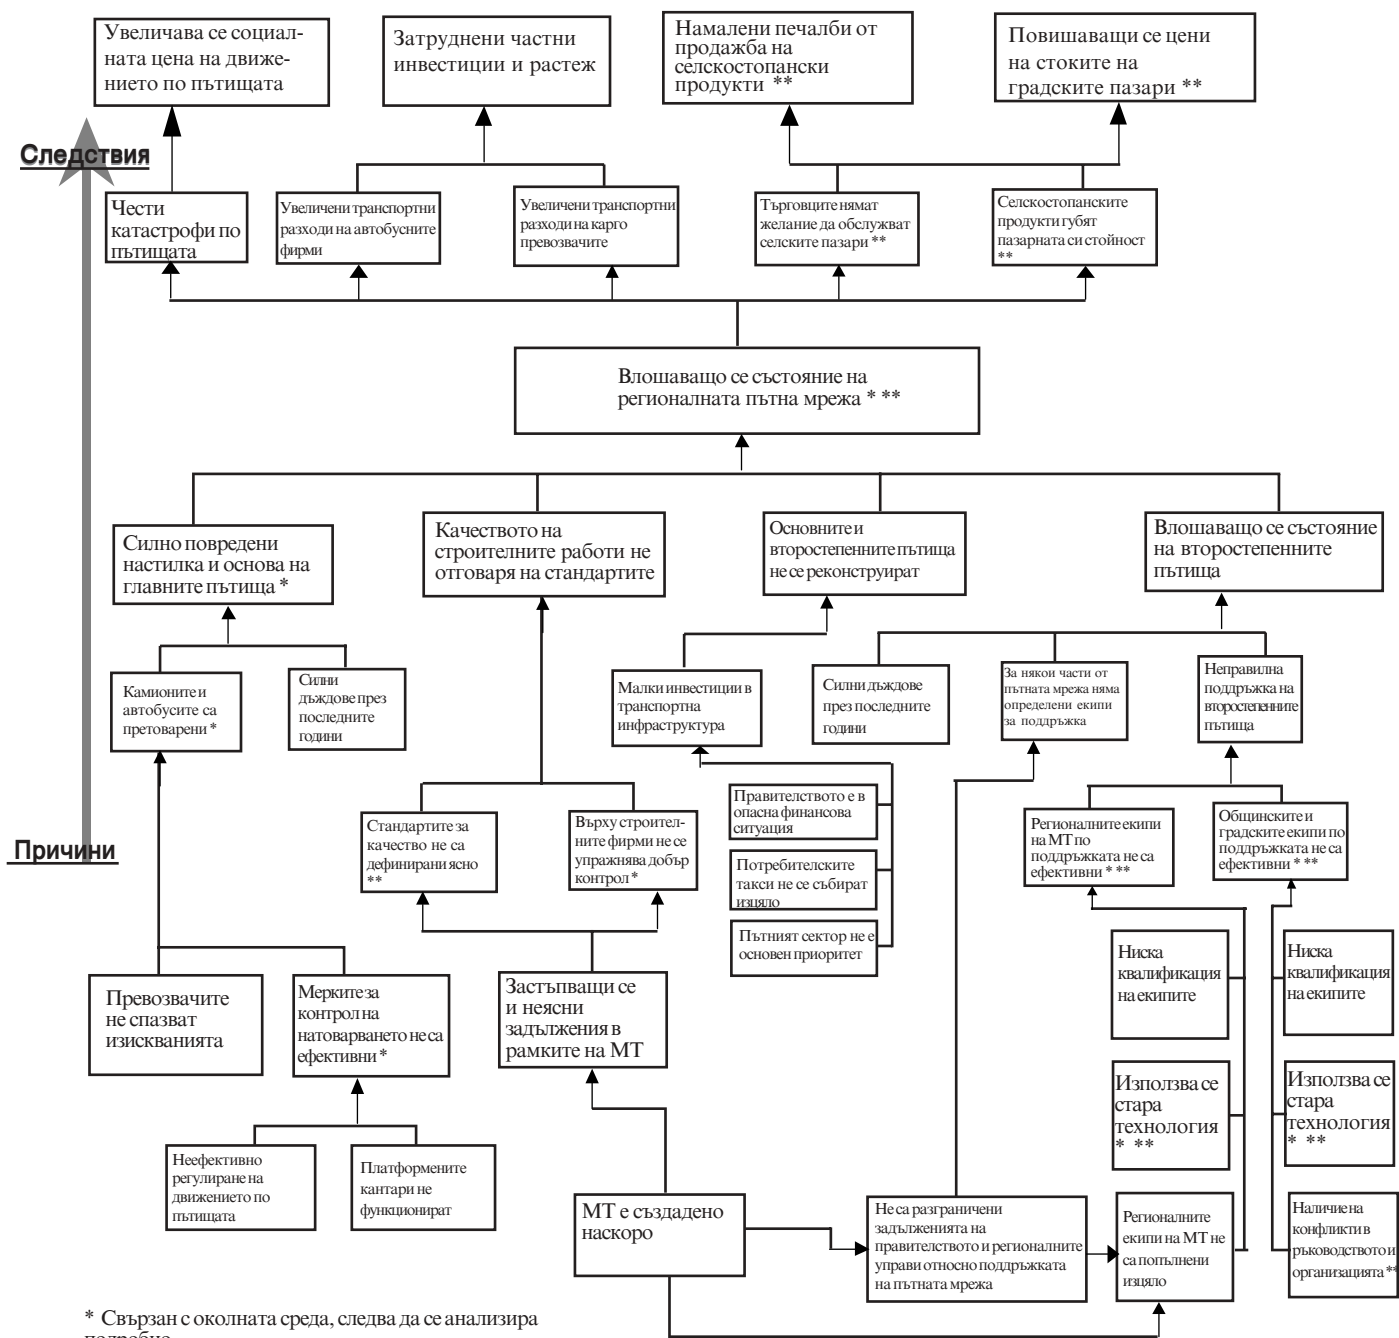 Увеличава се социал-
ната цена на движе-
нието по пътищата
Затруднени частни
инвестиции и растеж
Намалени печалби от
продажба на
селскостопански
продукти **
Повишаващи се цени
на стоките на
градските пазари **
Следствия
Чести
катастрофи по
пътищата
Увеличени транспортни
разходи на автобусните
фирми
Увеличени транспортни
разходи на карго
превозвачите
Търговците нямат
желание да обслужват
селските пазари **
Селскостопанските
продукти губят
пазарната си стойност
**
Влошаващо се състояние на
регионалната пътна мрежа * **
Силно повредени
настилка и основа на
главните пътища *
Качеството на
строителните работи не
отговаря на стандартите
Основните и
второстепенните пътища
не се реконструират
Влошаващо се състояние
на второстепенните
пътища
Камионите и
автобусите са
претоварени *
Силни
дъждове през
последните
години
Малки инвестиции в
транспортна
инфраструктура
Силни дъждове
през последните
години
За някои части от
пътната мрежа няма
определени екипи
за поддръжка
Неправилна
поддръжка на
второстепенните
пътища
Причини
Стандартите за
качество не са
дефинирани ясно
**
Върху строител-
ните фирми не се
упражнява добър
контрол *
Правителството е в
опасна финансова
ситуация
Потребителските
такси не се събират
изцяло
Пътният сектор не е
основен приоритет
Регионалните екипи
на МТ по
поддръжката не са
ефективни * **
Общинските и
градските екипи по
поддръжката не са
ефективни * **
Превозвачите
не спазват
изискванията
Мерките за
контрол на
натоварването не са
ефективни *
Застъпващи се
и неясни
задължения в
рамките на МТ
Ниска
квалификация
на екипите
Ниска
квалификация
на екипите
Използва се
стара
технология
* **
Използва се
стара
технология
* **
Неефективно
регулиране на
движението по
пътищата
Платформените
кантари не
функционират
МТ е създадено
наскоро
Не са разграничени
задълженията на
правителството и регионалните
управи относно поддръжката
на пътната мрежа
Регионалните
екипи на МТ не
са попълнени
изцяло
Наличие на
конфликти в
ръководството и
организацията **
* Свързан с околната среда, следва да се анализира